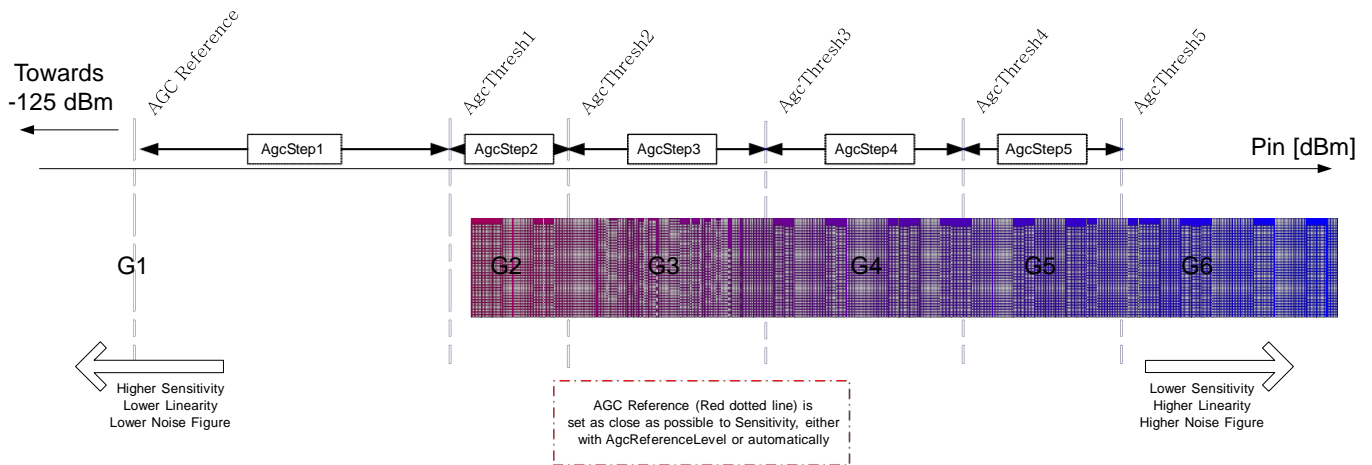 Towards
-125 dBm
AGC Reference
AgcThresh1
AgcThresh2
AgcThresh3
AgcThresh4
AgcThresh5
AgcStep1
AgcStep2
AgcStep3
AgcStep4
AgcStep5
Pin [dBm]
G1
G2
G3
G4
G5
G6
Higher Sensitivity
Lower Linearity
Lower Noise Figure
AGC Reference (Red dotted line) is
set as close as possible to Sensitivity, either
with AgcReferenceLevel or automatically
Lower Sensitivity
Higher Linearity
Higher Noise Figure